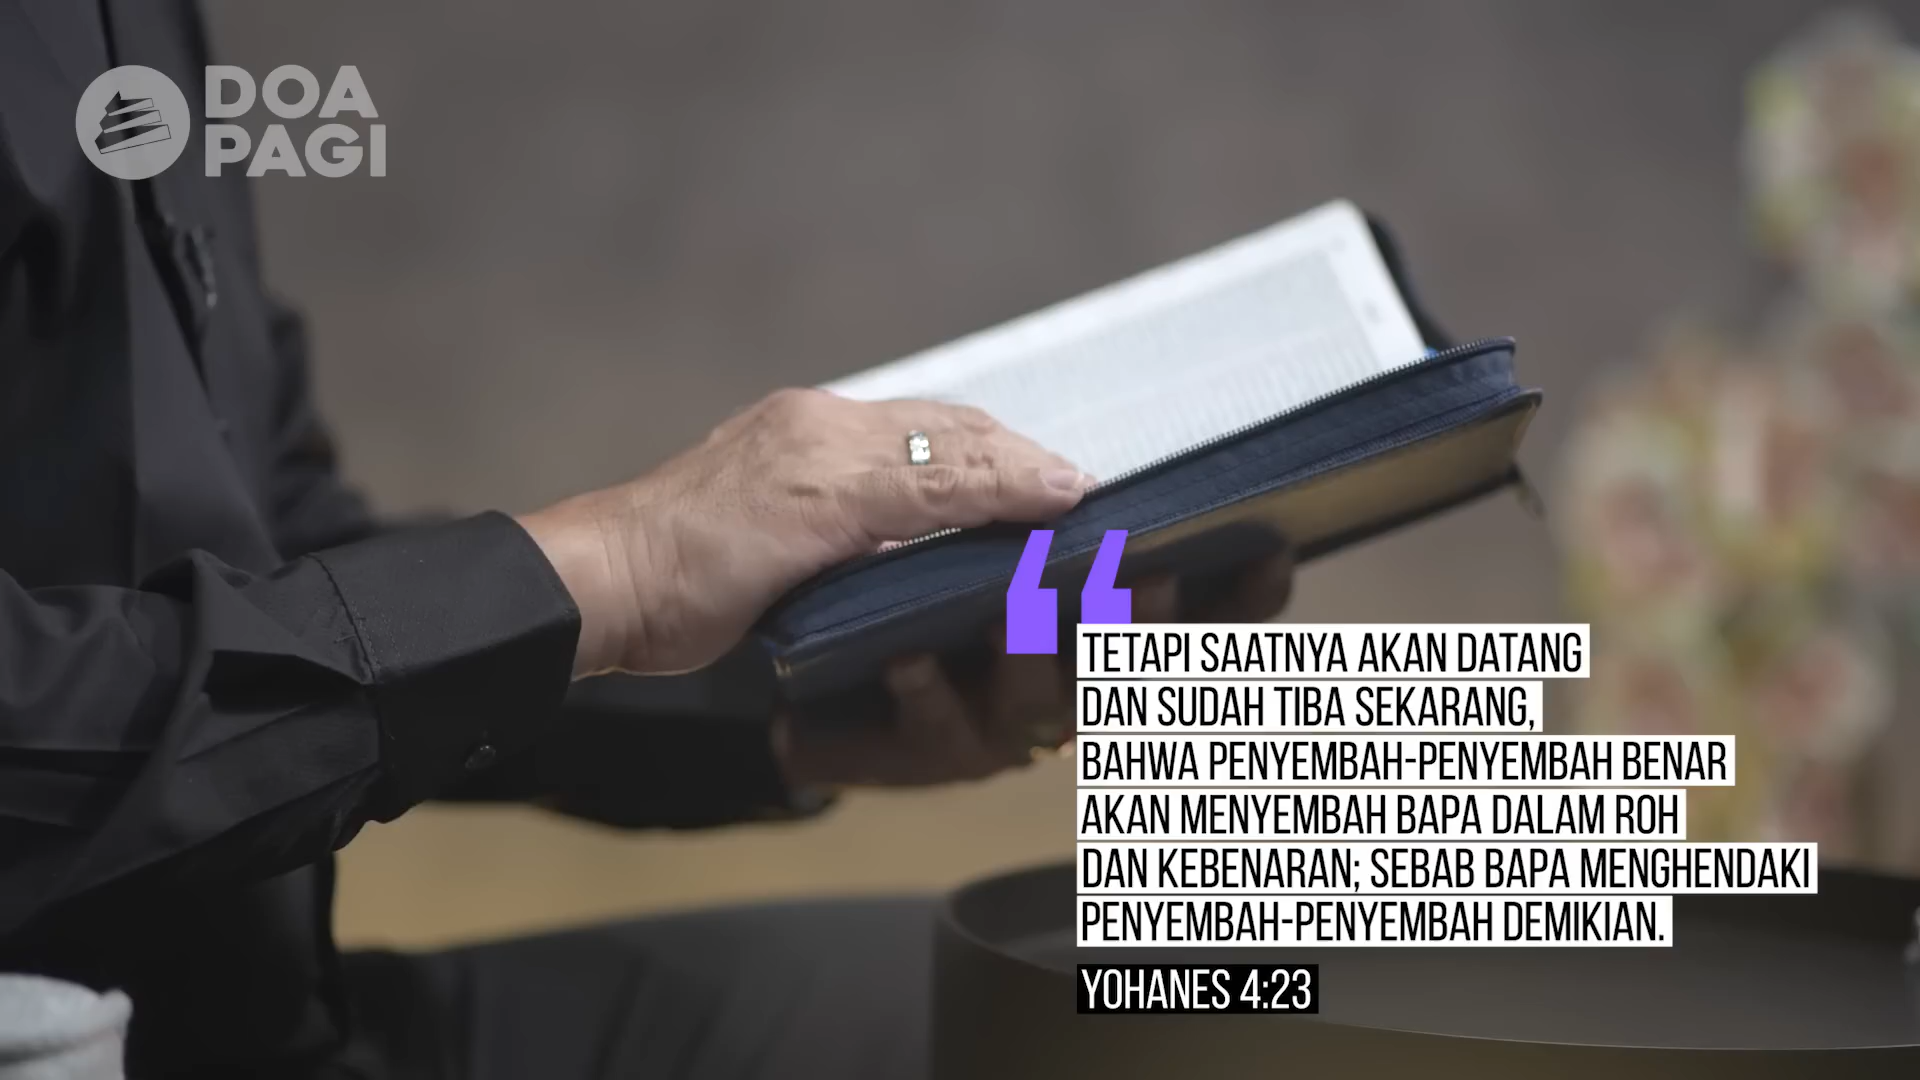 DOA
PAGI
TETAPI SAATNYA AKAN DATANG
DAN SUDAH TIBA SEKARANG,
BAHWA PENYEMBAH-PENYEMBAH BENAR
AKAN MENYEMBAH BAPA DALAM ROH
DAN KEBENARAN; SEBAB BAPA MENGHENDAKI
PENYEMBAH-PENYEMBAH DEMIKIAN.
YOHANES 4:23